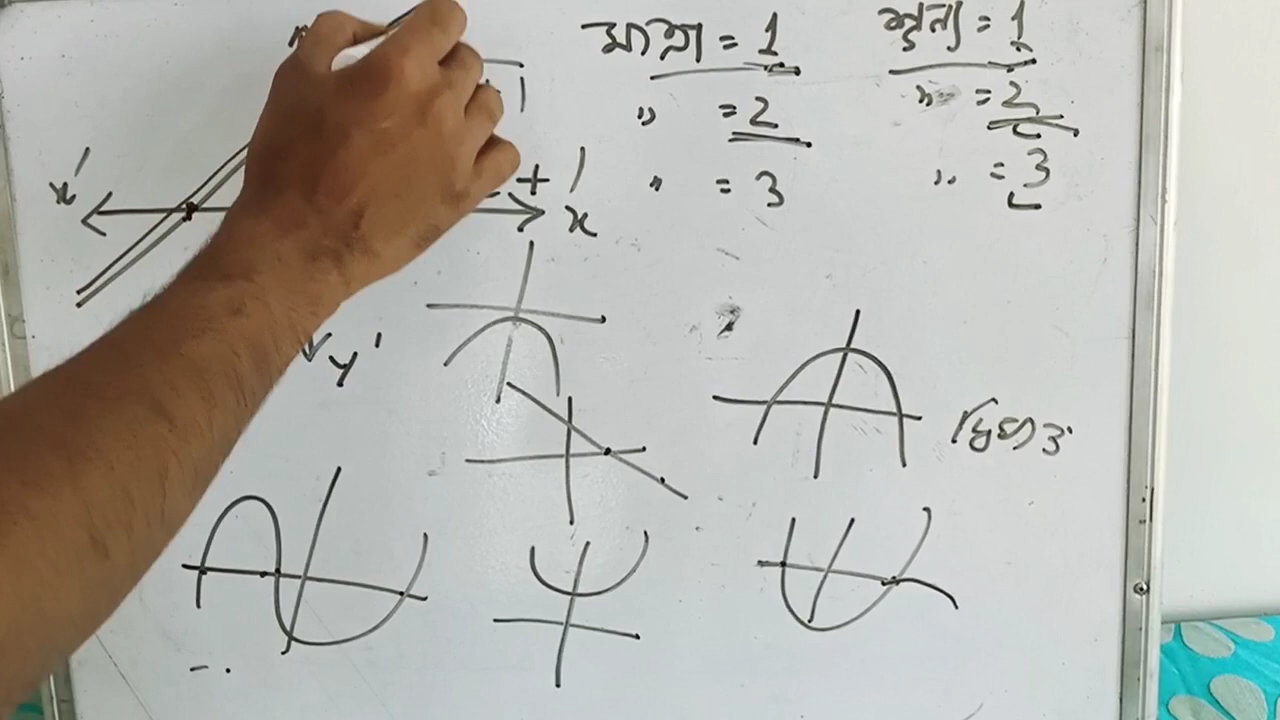 মাত্রা = 1
শূন্য = 1
" = 2
" = 2
" = 3
" = 3
x'
+
x
y'